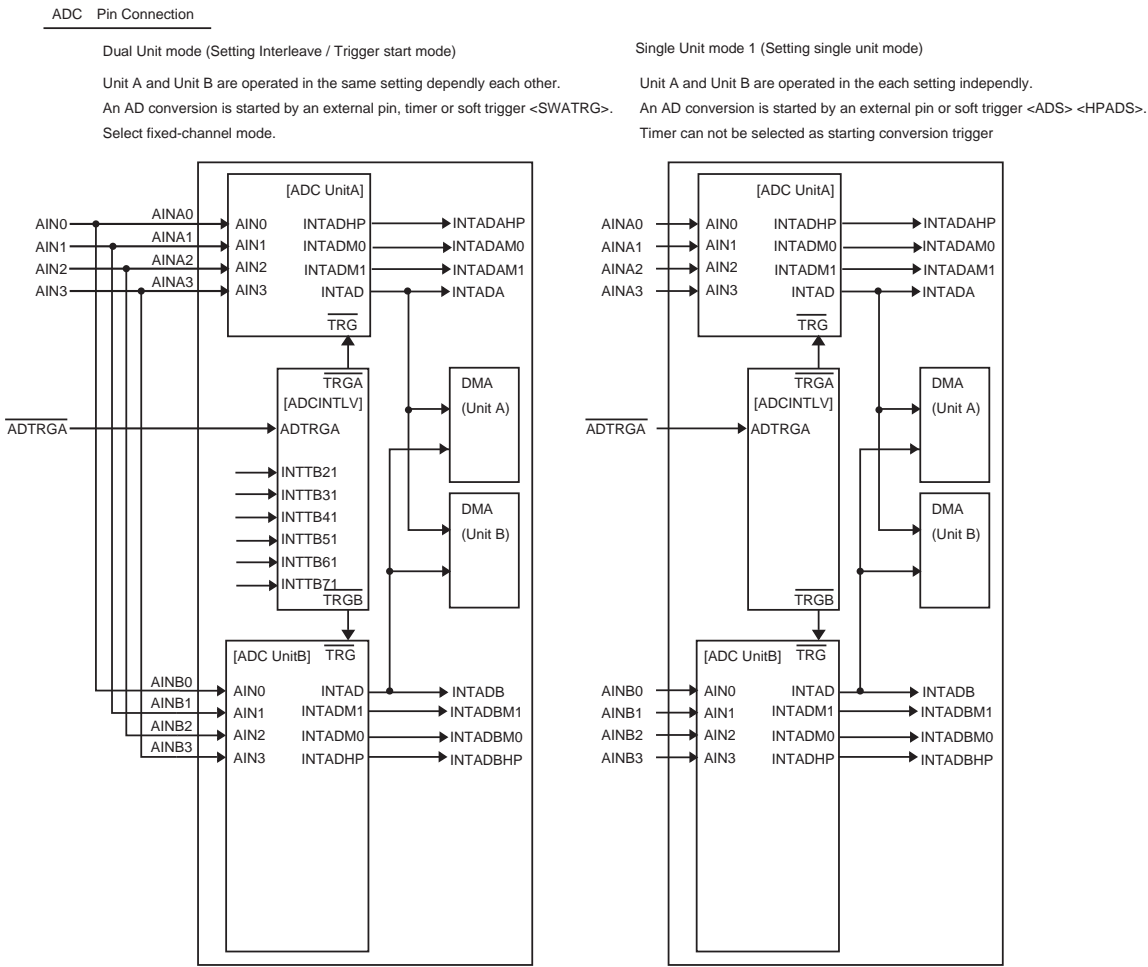 ADC Pin Connection
Dual Unit mode (Setting Interleave / Trigger start mode)
Unit A and Unit B are operated in the same setting dependly each other.
An AD conversion is started by an external pin, timer or soft trigger <SWATRG>.
Select fixed-channel mode.
[ADC UnitA]
AIN0 AINA0 AIN0 INTADHP INTADAHP
AIN1 AINA1 AIN1 INTADM0 INTADAM0
AIN2 AINA2 AIN2 INTADM1 INTADAM1
AIN3 AINA3 AIN3 INTAD INTADA
TRG
TRGA
[ADCINTLV]
ADTRGA ADTRGA
DMA
(Unit A)
INTTB21
INTTB31
INTTB41
INTTB51
INTTB61
INTTB71
TRGB
DMA
(Unit B)
[ADC UnitB] TRG
AINB0 AIN0 INTAD INTADB
AINB1 AIN1 INTADM1 INTADBM1
AINB2 AIN2 INTADM0 INTADBM0
AINB3 AIN3 INTADHP INTADBHP
Single Unit mode 1 (Setting single unit mode)
Unit A and Unit B are operated in the each setting independly.
An AD conversion is started by an external pin or soft trigger <ADS> <HPADS>.
Timer can not be selected as starting conversion trigger
[ADC UnitA]
AINA0 AIN0 INTADHP INTADAHP
AINA1 AIN1 INTADM0 INTADAM0
AINA2 AIN2 INTADM1 INTADAM1
AINA3 AIN3 INTAD INTADA
TRG
TRGA
[ADCINTLV]
ADTRGA ADTRGA
DMA
(Unit A)
DMA
(Unit B)
TRGB
[ADC UnitB] TRG
AINB0 AIN0 INTAD INTADB
AINB1 AIN1 INTADM1 INTADBM1
AINB2 AIN2 INTADM0 INTADBM0
AINB3 AIN3 INTADHP INTADBHP